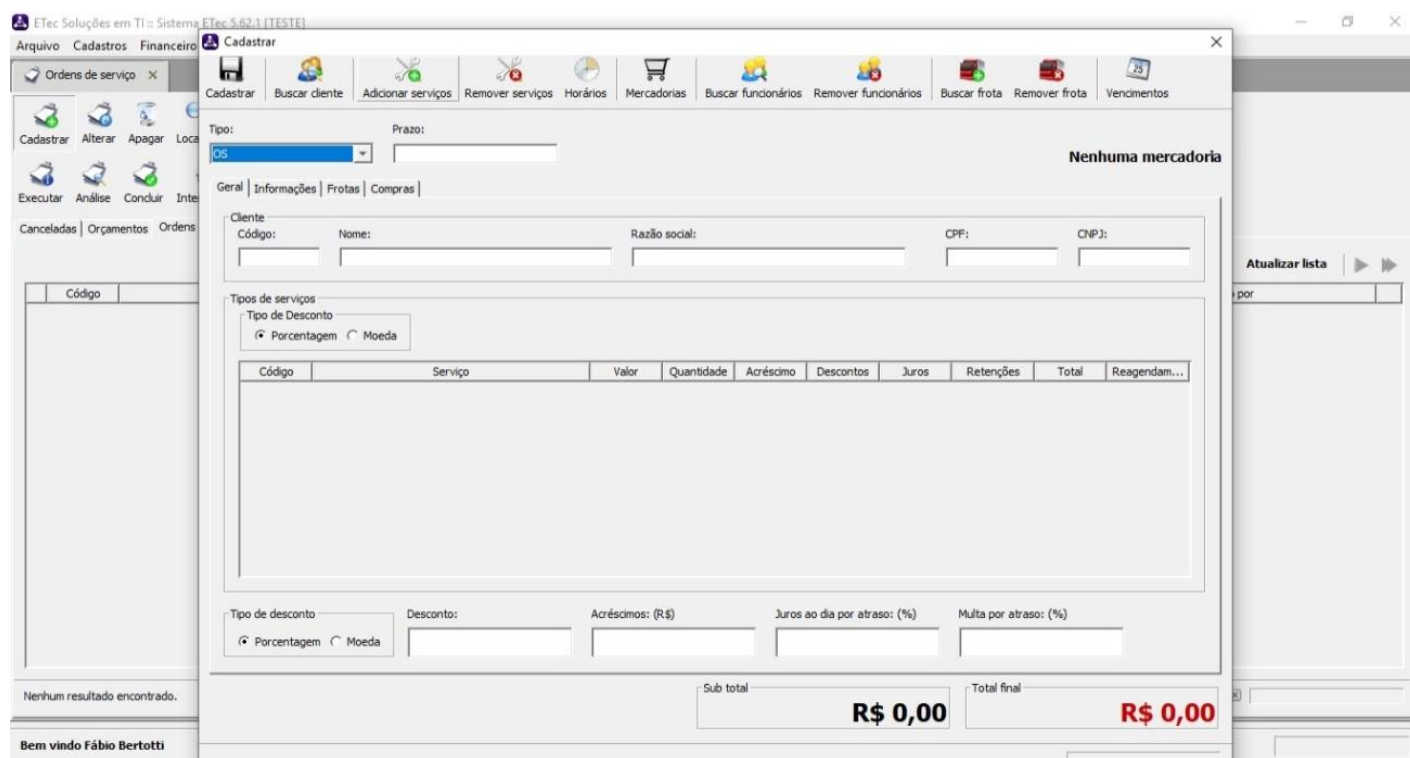 ETec Soluções em TI :: Sistema ETec 5.62.1 [TESTE]
Arquivo Cadastros Financeiro
Cadastrar
Ordens de serviço
Cadastrar Buscar cliente Adicionar serviços Remover serviços Horários Mercadorias Buscar funcionários Remover funcionários Buscar frota Remover frota Vencimentos
Cadastrar Alterar Apagar
Tipo: Prazo:
OS
Nenhuma mercadoria
Executar Análise Concluir
Geral Informações Frotas Compras
Canceladas Orçamentos Ordens
Cliente
Código: Nome: Razão social: CPF: CNPJ:
Atualizar lista
Código
por
Tipos de serviços
Tipo de Desconto
Porcentagem Moeda
Código Serviço Valor Quantidade Acréscimo Descontos Juros Retenções Total Reagendam...
Tipo de desconto Desconto: Acréscimos: (R$) Juros ao dia por atraso: (%) Multa por atraso: (%)
Porcentagem Moeda
Nenhum resultado encontrado.
Sub total Total final
R$ 0,00 R$ 0,00
Bem vindo Fábio Bertotti